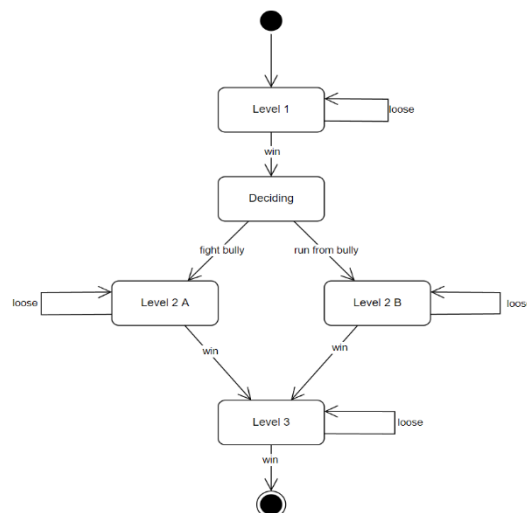 Level 1
loose
win
Deciding
fight bully
run from bully
loose
Level 2 A
Level 2 B
loose
win
win
Level 3
loose
win